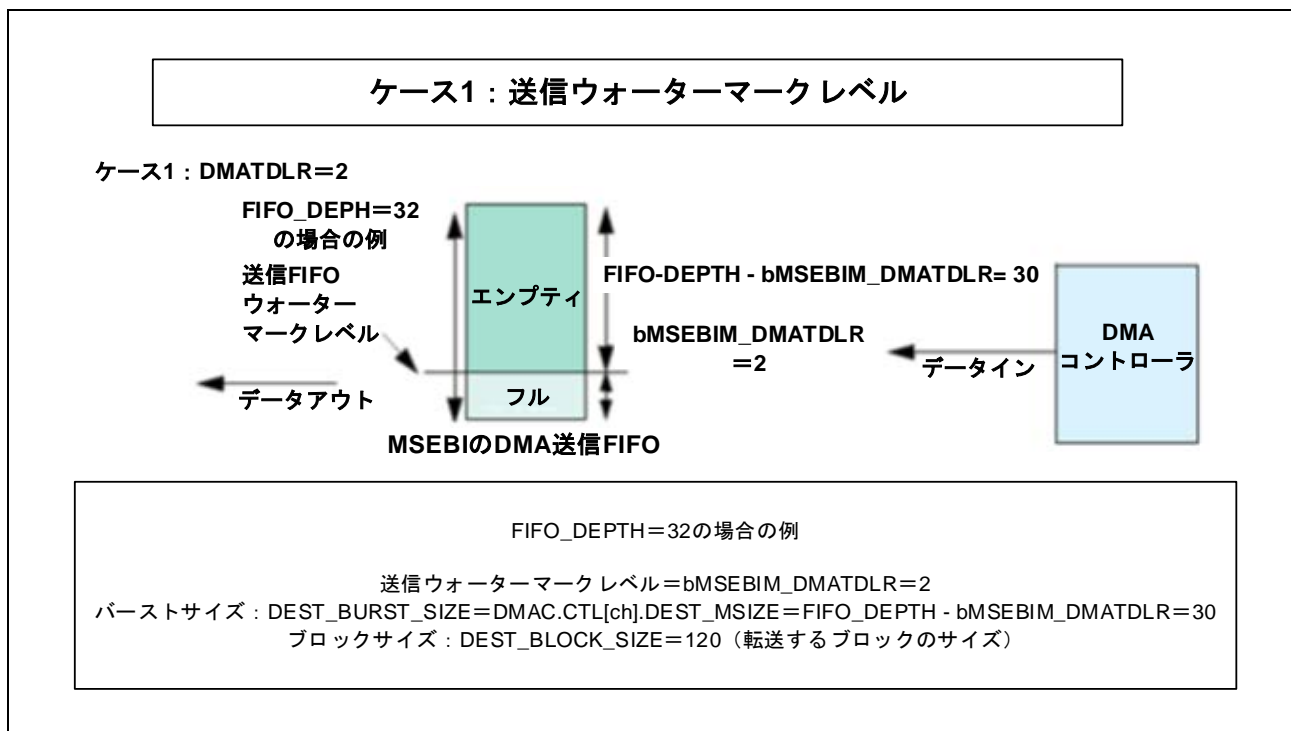 ケース1：送信ウォーターマークレベル
ケース1：DMATDLR＝2
FIFO_DEPH＝32
の場合の例
送信FIFO
ウォーター
マークレベル
エンプティ
フル
FIFO-DEPTH - bMSEBIM_DMATDLR= 30
bMSEBIM_DMATDLR
＝2
データイン
DMA
コントローラ
データアウト
MSEBIのDMA送信FIFO
FIFO_DEPTH＝32の場合の例
送信ウォーターマークレベル＝bMSEBIM_DMATDLR＝2
バーストサイズ：DEST_BURST_SIZE＝DMAC.CTL[ch].DEST_MSIZE＝FIFO_DEPTH - bMSEBIM_DMATDLR＝30
ブロックサイズ：DEST_BLOCK_SIZE＝120（転送するブロックのサイズ）